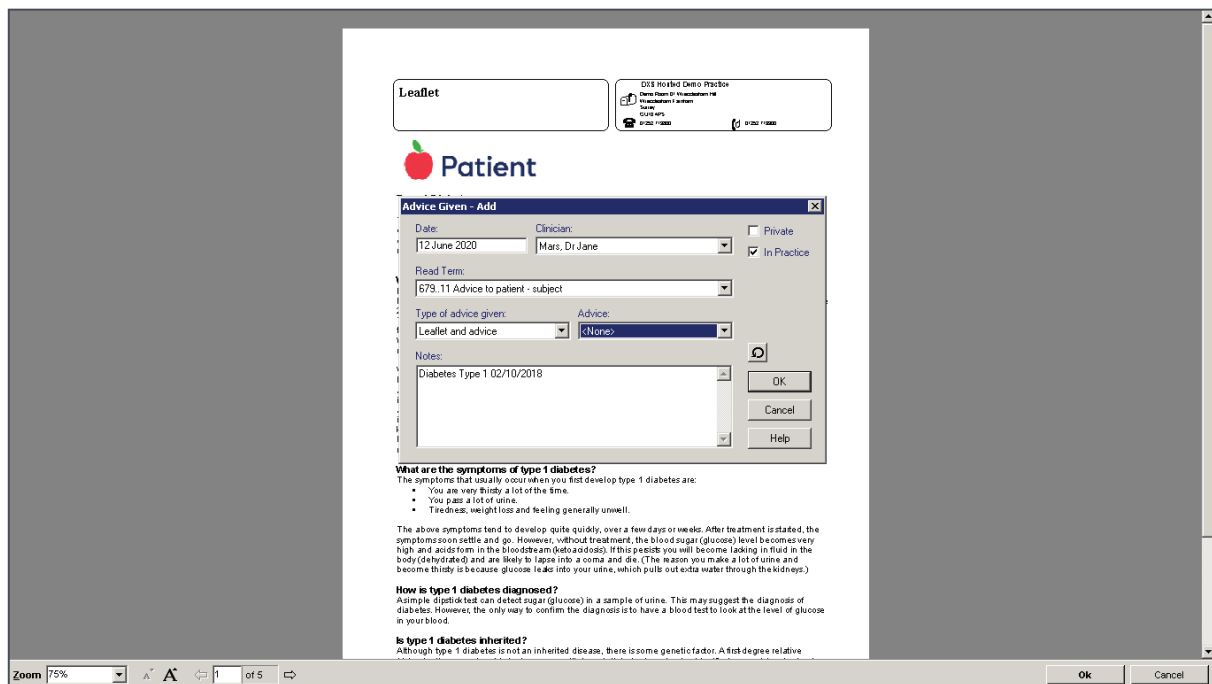 Leaflet
DXS Hosted Demo Practice
Surrey
Patient
Advice Given - Add
Date:
Clinician:
12 June 2020
Mars, Dr Jane
Private
In Practice
Read Term:
679..11 Advice to patient - subject
Type of advice given:
Advice:
Leaflet and advice
<None>
Notes:
Diabetes Type 1 02/10/2018
OK
Cancel
Help
What are the symptoms of type 1 diabetes?
The symptoms that usually occur when you first develop type 1 diabetes are:
You are very thirsty a lot of the time.
You pass a lot of urine.
Tiredness, weight loss and feeling generally unwell.
The above symptoms tend to develop quite quickly, over a few days or weeks. After treatment is started, the
symptoms soon settle and go. However, without treatment, the blood sugar (glucose) level becomes very
high and acids form in the bloodstream (ketoacidosis). If this persists you will become lacking in fluid in the
body (dehydrated) and are likely to lapse into a coma and die. (The reason you make a lot of urine and
become thirsty is because glucose leaks into your urine, which pulls out extra water through the kidneys.)
How is type 1 diabetes diagnosed?
A simple dipstick test can detect sugar (glucose) in a sample of urine. This may suggest the diagnosis of
diabetes. However, the only way to confirm the diagnosis is to have a blood test to look at the level of glucose
in your blood.
Is type 1 diabetes inherited?
Although type 1 diabetes is not an inherited disease, there is some genetic factor. A first-degree relative
Zoom 75%
A A
1 of 5
Ok
Cancel